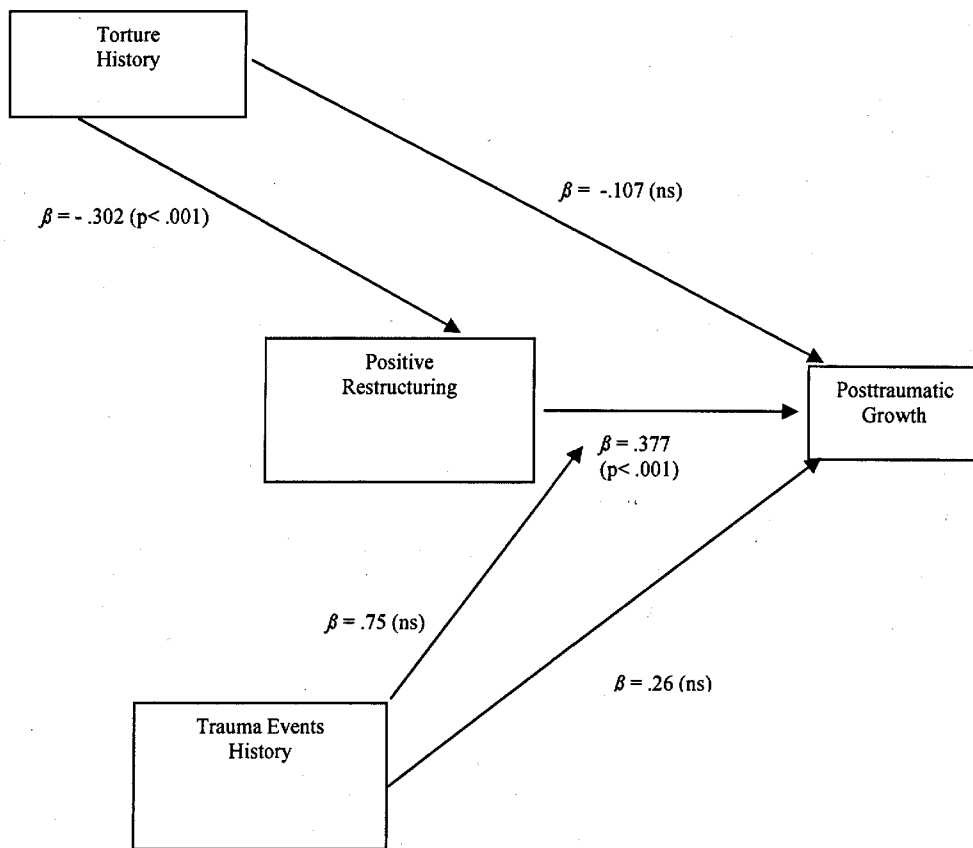 Torture
History
β = -.107 (ns)
β = - .302 (p< .001)
Positive
Restructuring
Posttraumatic
Growth
β = .377
(p< .001)
β = .75 (ns)
β = .26 (ns)
Trauma Events
History